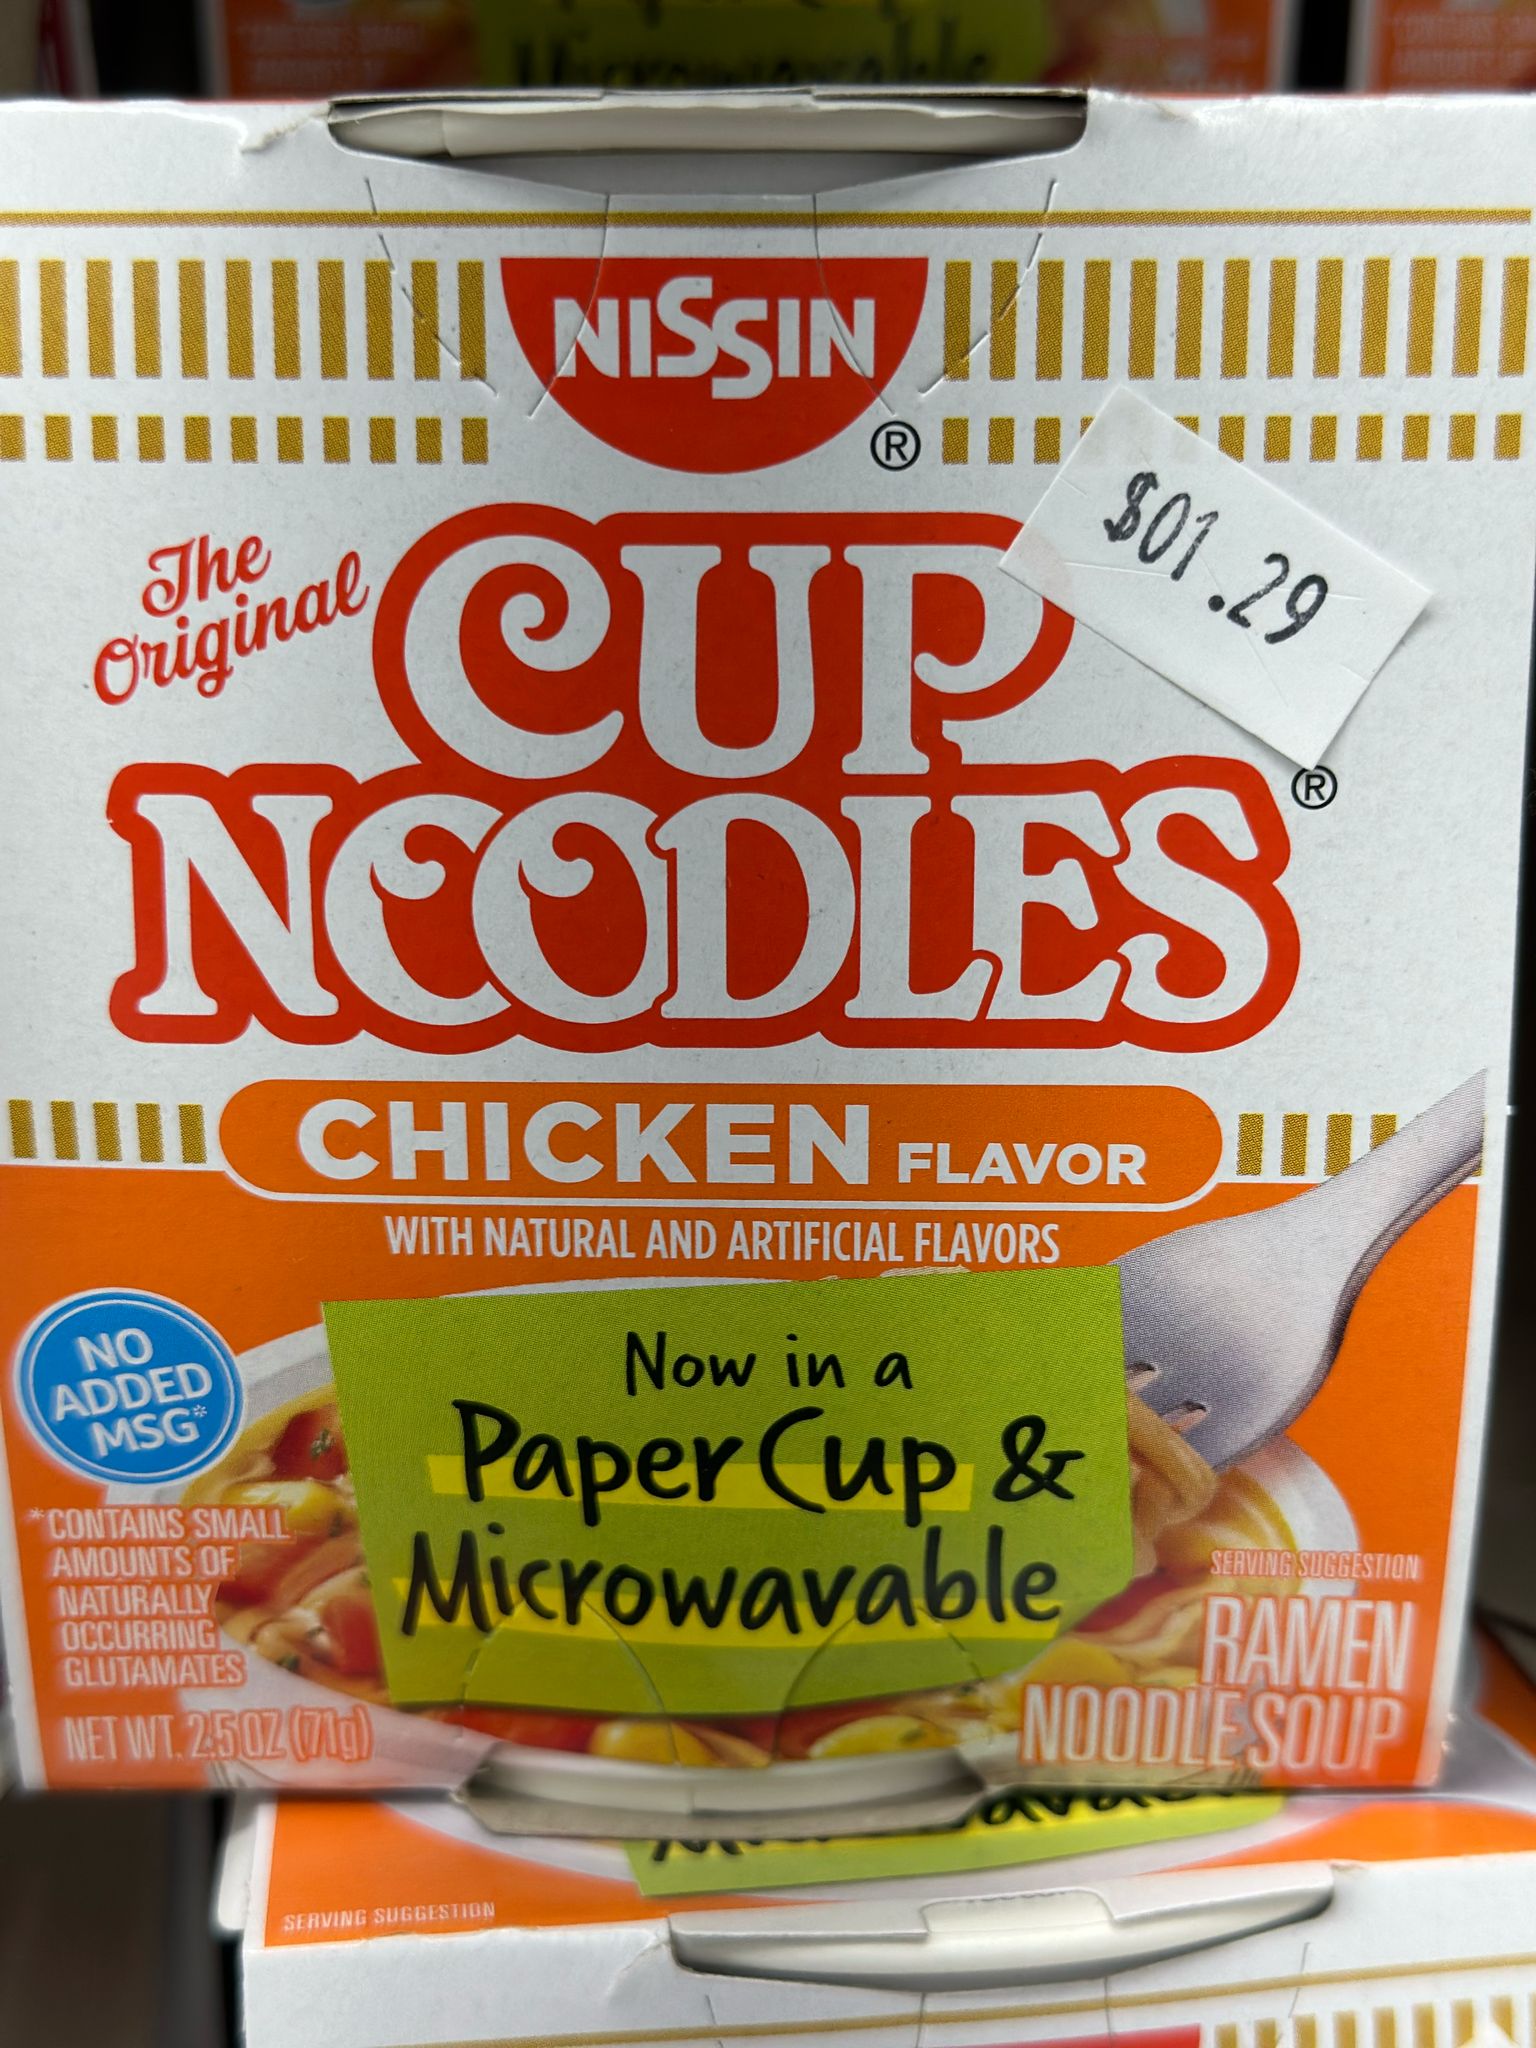 Microwavable
NISSIN
®
$01.29
The
Original
CUP
NOODLES
®
CHICKEN FLAVOR
WITH NATURAL AND ARTIFICIAL FLAVORS
NO
ADDED
MSG*
Now in a
Paper Cup &
Microwavable
*CONTAINS SMALL
AMOUNTS OF
NATURALLY
OCCURRING
GLUTAMATES
NET WT. 2.5 OZ (71g)
SERVING SUGGESTION
RAMEN
NOODLE SOUP
Microwavable
SERVING SUGGESTION